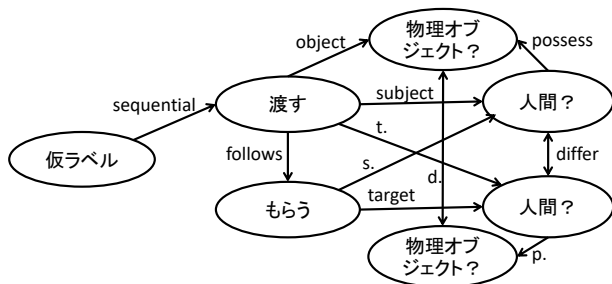 物理オブ
ジェクト？
object
possess
sequential
渡す
subject
人間？
t.
仮ラベル
follows
s.
d.
differ
もらう
target
人間？
物理オブ
ジェクト？
p.